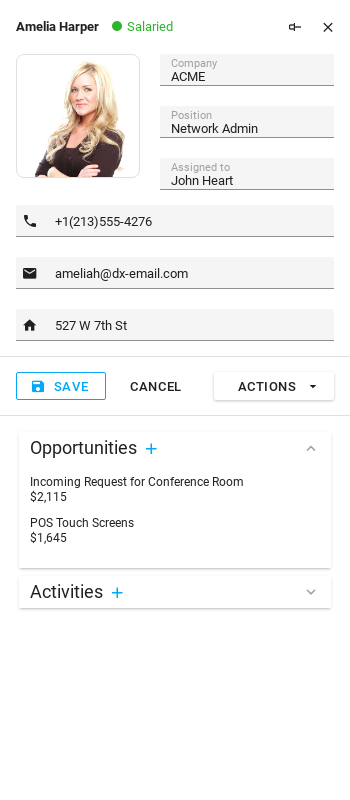 Amelia Harper Salaried
Company
ACME
Position
Network Admin
Assigned to
John Heart
+1(213)555-4276
ameliah@dx-email.com
527 W 7th St
SAVE CANCEL ACTIONS
Opportunities
Incoming Request for Conference Room
$2,115
POS Touch Screens
$1,645
Activities